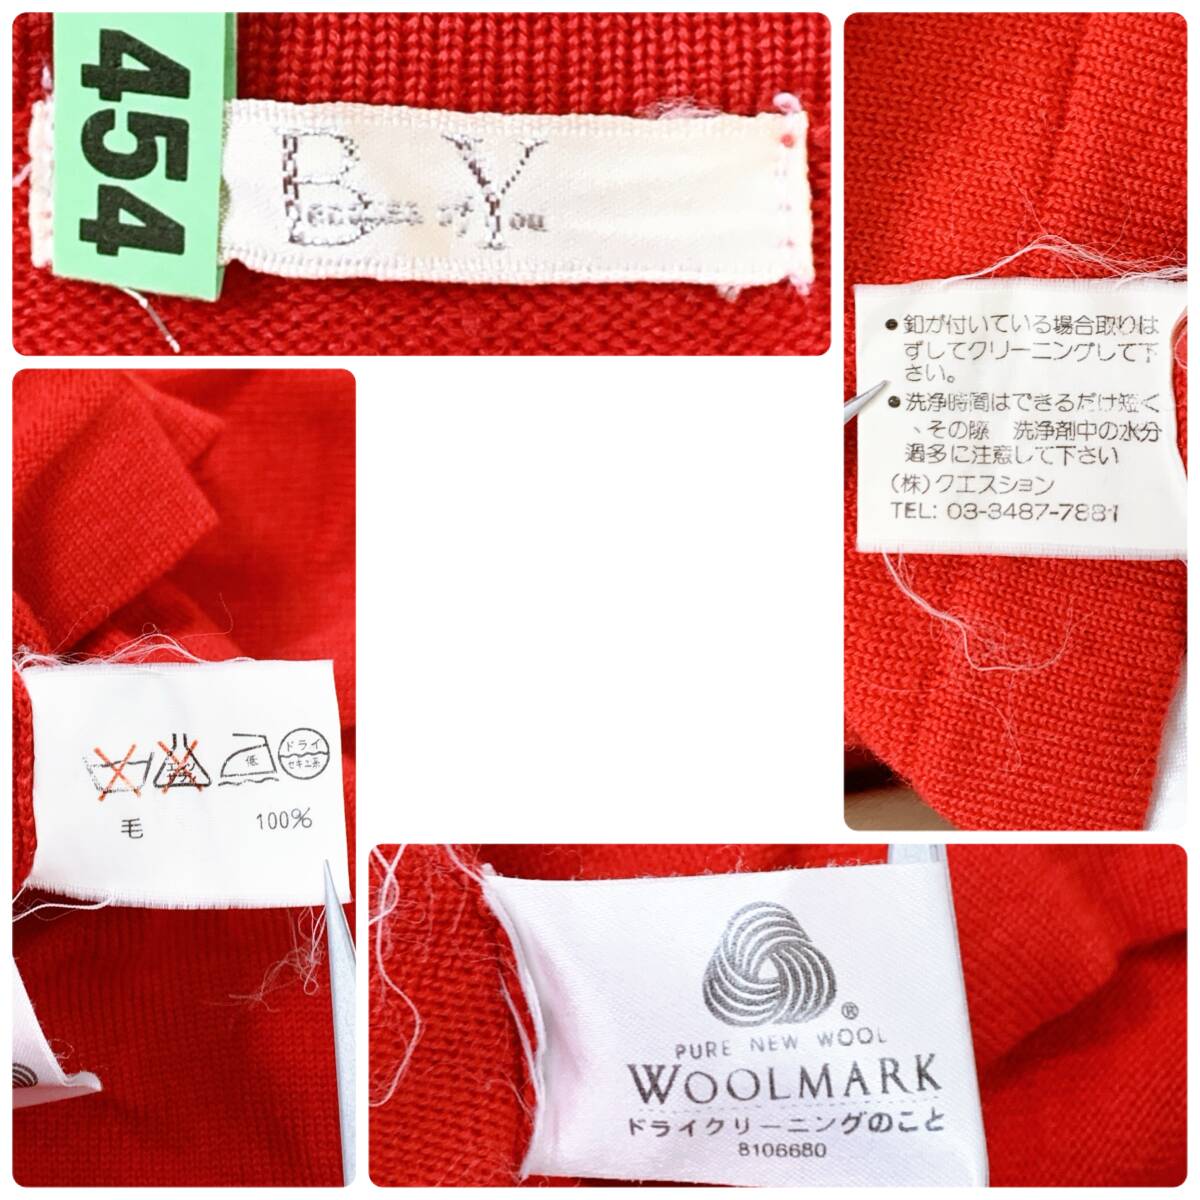 454
B Y
Because of You
● 釦が付いている場合取りは
ずしてクリーニングして下
さい。
● 洗浄時間はできるだけ短く
、その際 洗浄剤中の水分
過多に注意して下さい
(株)クエスション
TEL: 03-3487-7881
低
ドライ
セキユ系
毛 100%
®
PURE NEW WOOL
WOOLMARK
ドライクリーニングのこと
8106680